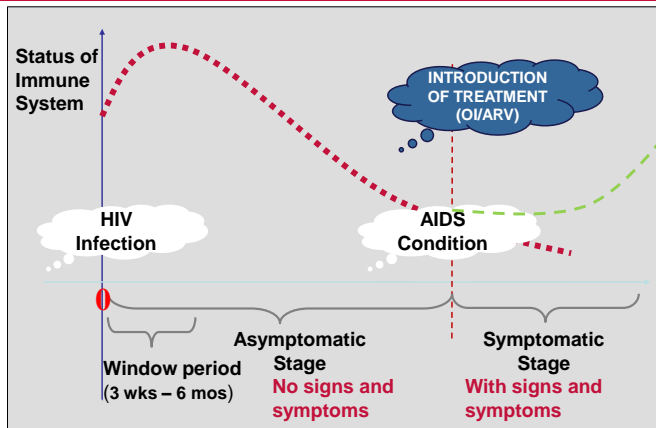 Status of
Immune
System
INTRODUCTION
OF TREATMENT
(OI/ARV)
HIV
Infection
AIDS
Condition
Window period
(3 wks – 6 mos)
Asymptomatic
Stage
No signs and
symptoms
Symptomatic
Stage
With signs and
symptoms